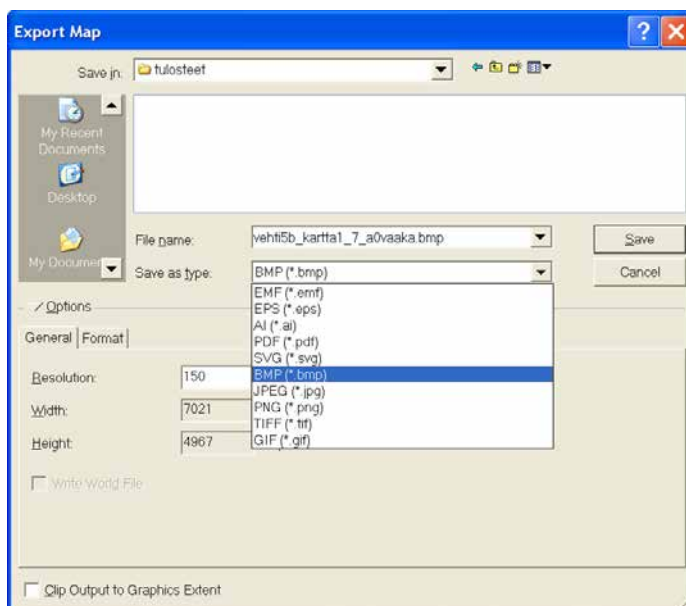 Export Map
Save in: tulosteet
My Recent
Documents
Desktop
My Documen
File name: vehti5b_kartta1_7_a0vaaka.bmp Save
Save as type: BMP (*.bmp) Cancel
EMF (*.emf)
EPS (*.eps)
AI (*.ai)
PDF (*.pdf)
SVG (*.svg)
BMP (*.bmp)
JPEG (*.jpg)
PNG (*.png)
TIFF (*.tif)
GIF (*.gif)
Options
General Format
Resolution: 150
Width: 7021
Height: 4967
Write World File
Clip Output to Graphics Extent